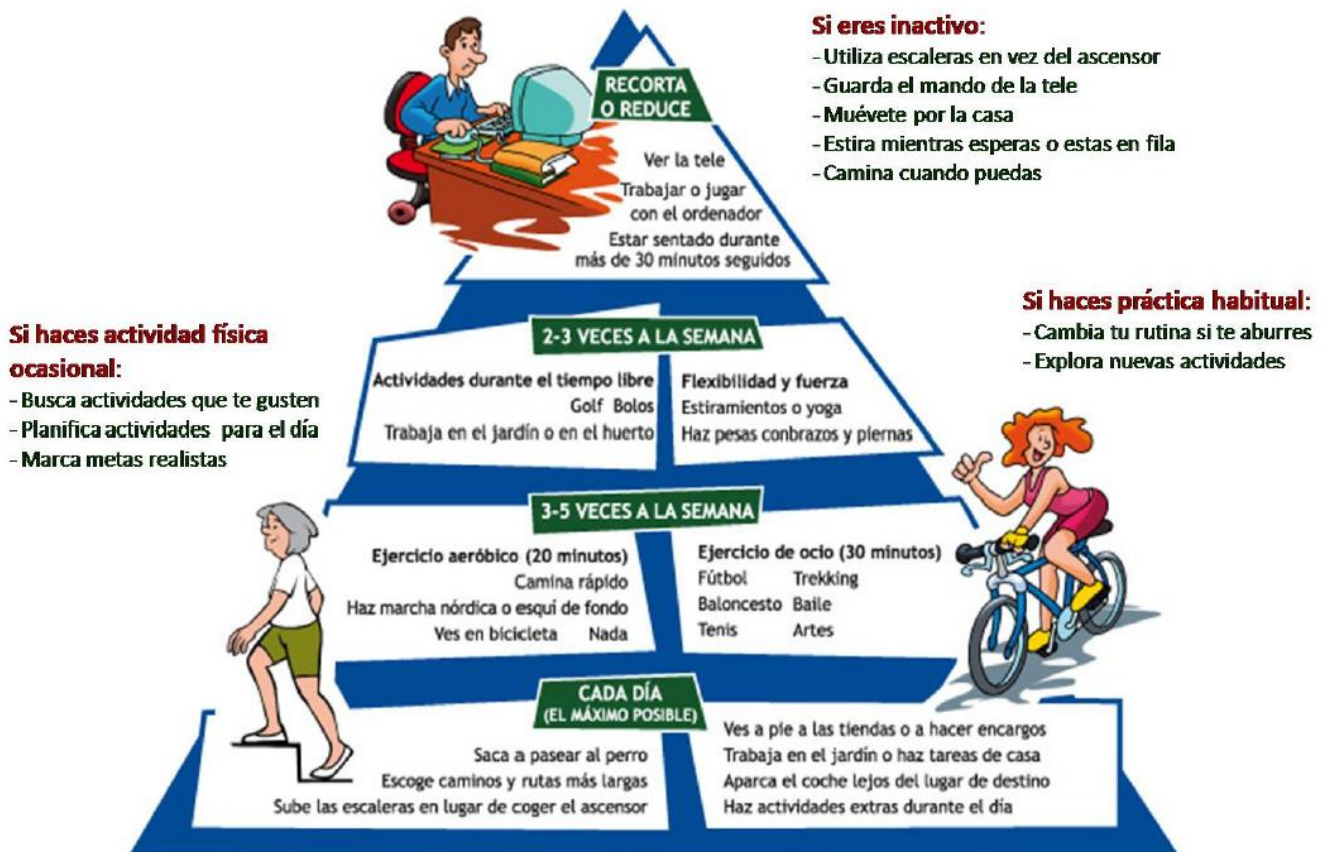 Si eres inactivo:
- Utiliza escaleras en vez del ascensor
- Guarda el mando de la tele
- Muévete por la casa
- Estira mientras esperas o estas en fila
- Camina cuando puedas
RECORTA
O REDUCE
Ver la tele
Trabajar o jugar
con el ordenador
Estar sentado durante
más de 30 minutos seguidos
Si haces práctica habitual:
- Cambia tu rutina si te aburres
- Explora nuevas actividades
Si haces actividad física
ocasional:
- Busca actividades que te gusten
- Planifica actividades para el día
- Marca metas realistas
2-3 VECES A LA SEMANA
Actividades durante el tiempo libre
Golf Bolos
Trabaja en el jardín o en el huerto
Flexibilidad y fuerza
Estiramientos o yoga
Haz pesas conbrazos y piernas
3-5 VECES A LA SEMANA
Ejercicio aeróbico (20 minutos)
Camina rápido
Haz marcha nórdica o esquí de fondo
Ves en bicicleta Nada
Ejercicio de ocio (30 minutos)
Fútbol Trekking
Baloncesto Baile
Tenis Artes
CADA DÍA
(EL MÁXIMO POSIBLE)
Saca a pasear al perro
Escoge caminos y rutas más largas
Sube las escaleras en lugar de coger el ascensor
Ves a pie a las tiendas o a hacer encargos
Trabaja en el jardín o haz tareas de casa
Aparca el coche lejos del lugar de destino
Haz actividades extras durante el día